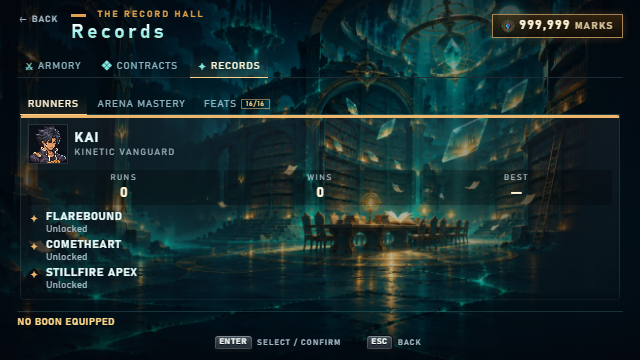 ← BACK
THE RECORD HALL
Records
999,999 MARKS
ARMORY
CONTRACTS
RECORDS
RUNNERS
ARENA MASTERY
FEATS 16/16
KAI
KINETIC VANGUARD
RUNS
0
WINS
0
BEST
—
FLAREBOUND
Unlocked
COMETHEART
Unlocked
STILLFIRE APEX
Unlocked
NO BOON EQUIPPED
ENTER SELECT / CONFIRM
ESC BACK